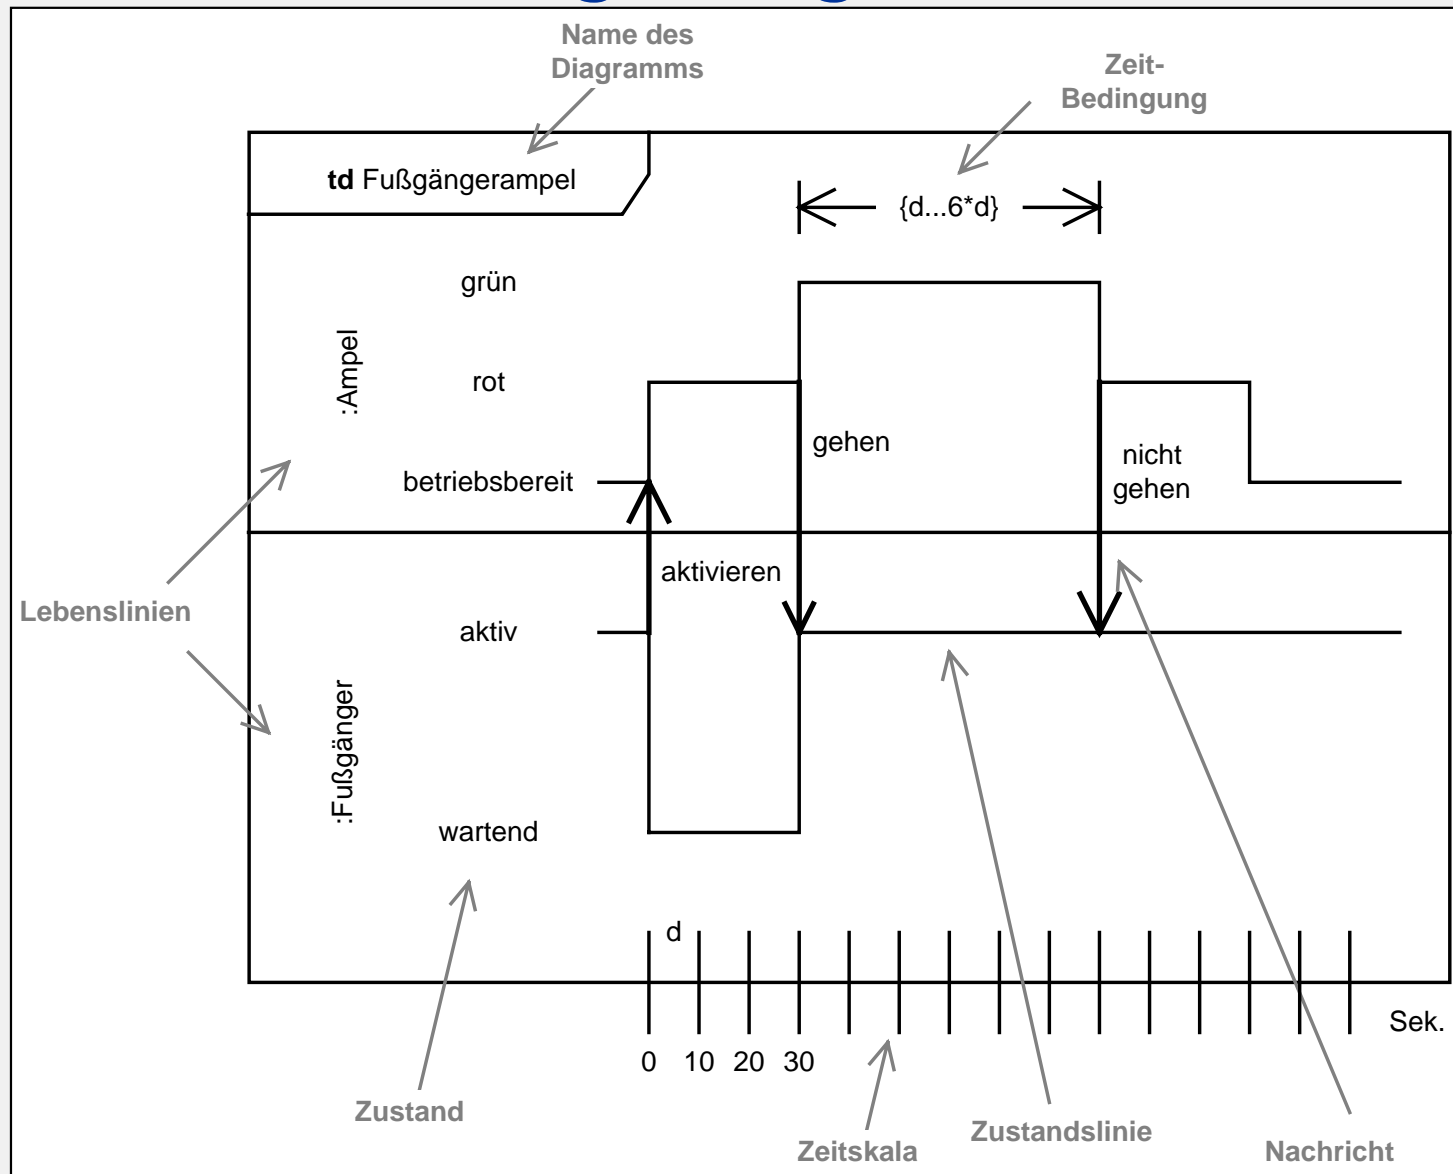 Name des
Diagramms
Zeit-
Bedingung
td Fußgängerampel
{d...6*d}
grün
:Ampel
rot
gehen
nicht
gehen
betriebsbereit
aktivieren
Lebenslinien
aktiv
:Fußgänger
wartend
d
Sek.
0 10 20 30
Zustand
Zeitskala
Zustandslinie
Nachricht